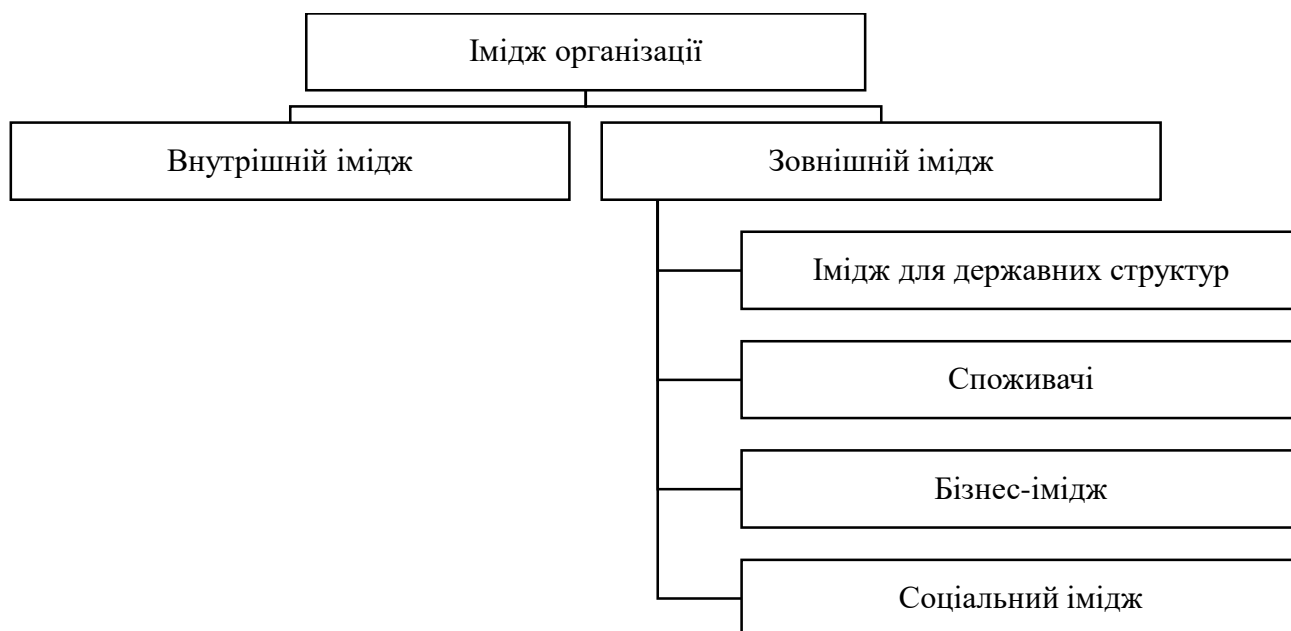 Імідж організації
Внутрішній імідж
Зовнішній імідж
Імідж для державних структур
Споживачі
Бізнес-імідж
Соціальний імідж